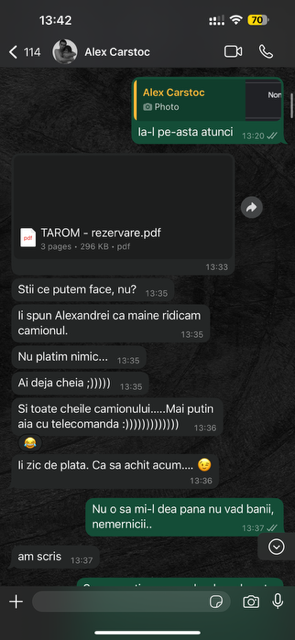 13:42
70
114
Alex Carstoc
Alex Carstoc
Photo
Non
Ia-l pe-asta atunci
13:20
pdf
TAROM - rezervare.pdf
3 pages • 296 KB • pdf
13:33
Stii ce putem face, nu?
13:35
Ii spun Alexandrei ca maine ridicam
camionul.
13:35
Nu platim nimic...
13:35
Ai deja cheia ;)))))
13:35
Si toate cheile camionului.....Mai putin
aia cu telecomanda :)))))))))))))
13:36
😂
Ii zic de plata. Ca sa achit acum.... 😉
13:36
Nu o sa mi-l dea pana nu vad banii,
nemernicii..
13:37
am scris
13:37